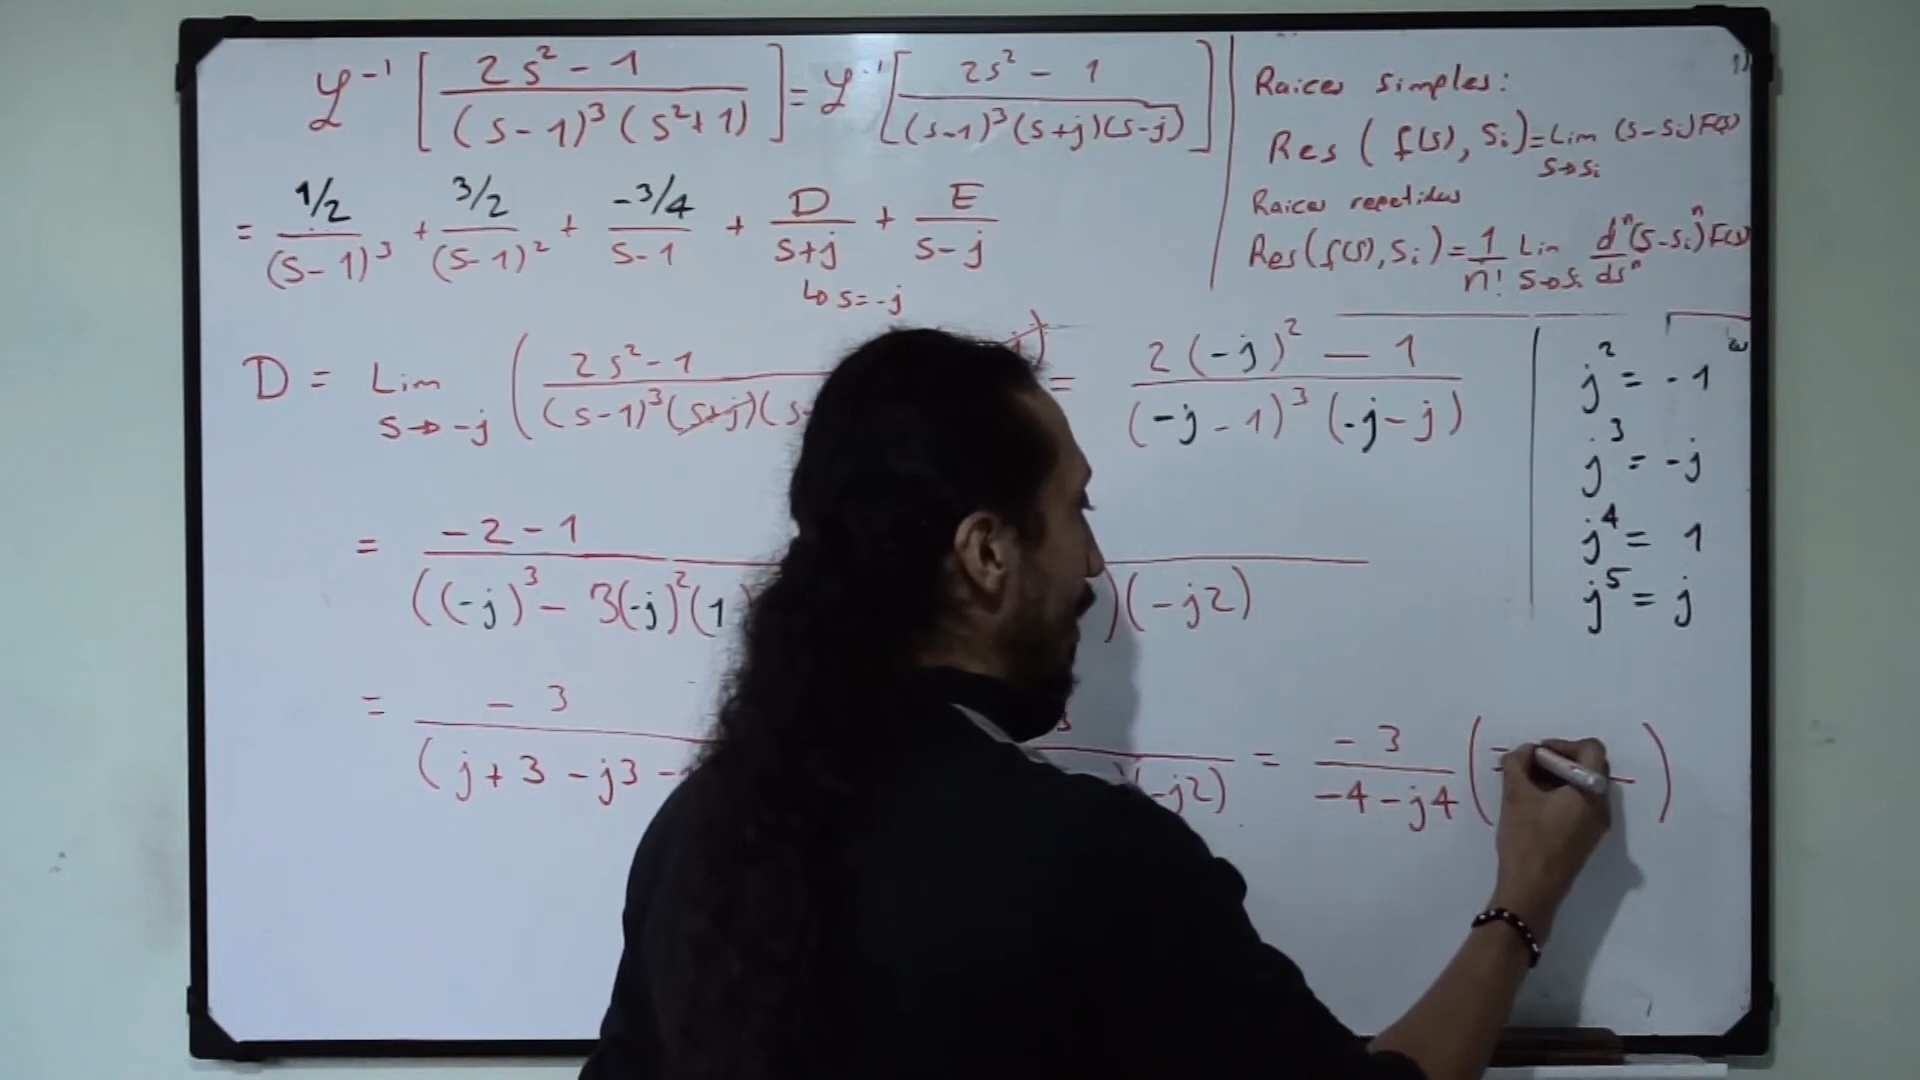 ℒ⁻¹ [ (2s² - 1) / ((s-1)³ (s²+1)) ] = ℒ⁻¹ [ (2s² - 1) / ((s-1)³(s+j)(s-j)) ]
= (1/2)/(s-1)³ + (3/2)/(s-1)² + (-3/4)/(s-1) + D/(s+j) + E/(s-j)
↳ s=-j
Raices simples:
Res ( f(s), Si ) = Lim s→si (s-si) F(s)
Raices repetidas
Res(f(s), Si) = 1/n! Lim s→si dⁿ/dsⁿ (s-si)ⁿ F(s)
D = Lim s→-j ( (2s²-1) / ((s-1)³(s+j)(s = (2(-j)² - 1) / ((-j-1)³ (-j-j))
= -2-1 / ((-j)³ - 3(-j)²(1 )(-j2)
= -3 / (j+3-j3- -j2) = -3 / (-4-j4) ( )
j² = -1
j³ = -j
j⁴ = 1
j⁵ = j